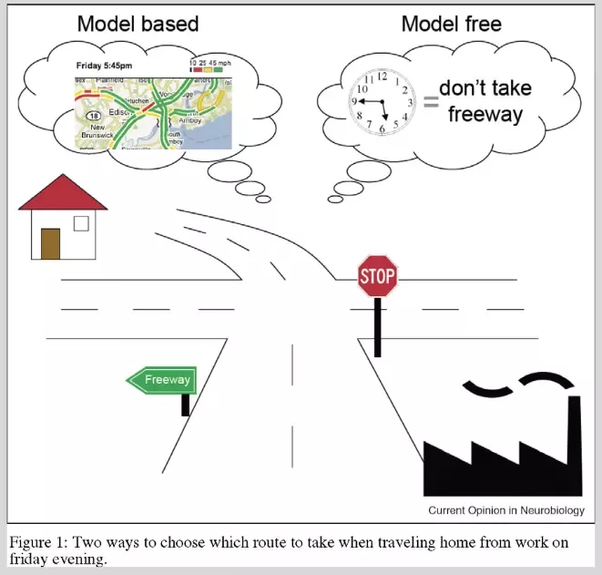 Model based
Model free
Friday 5:45pm
10 25 45 mph
Edison
18
New
Brunswick
Amboy
12
1
2
3
4
5
6
7
8
9
10
11
= don't take
freeway
STOP
Freeway
Current Opinion in Neurobiology
Figure 1: Two ways to choose which route to take when traveling home from work on
friday evening.